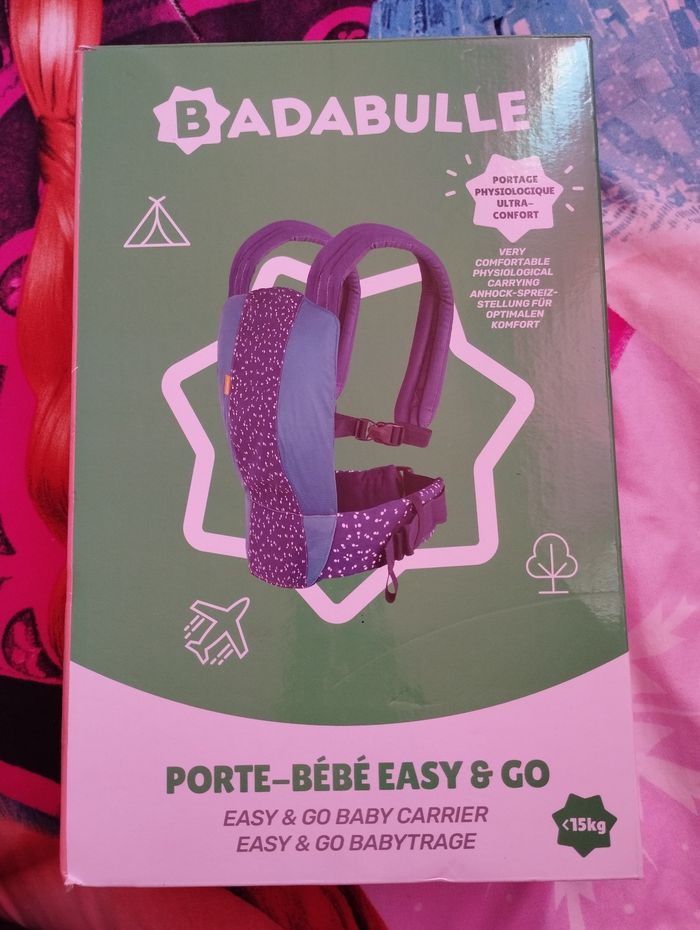 BADABULLE
PORTAGE
PHYSIOLOGIQUE
ULTRA-
CONFORT
VERY
COMFORTABLE
PHYSIOLOGICAL
CARRYING
ANHOCK-SPREIZ-
STELLUNG FÜR
OPTIMALEN
KOMFORT
PORTE-BÉBÉ EASY & GO
EASY & GO BABY CARRIER
EASY & GO BABYTRAGE
<15kg